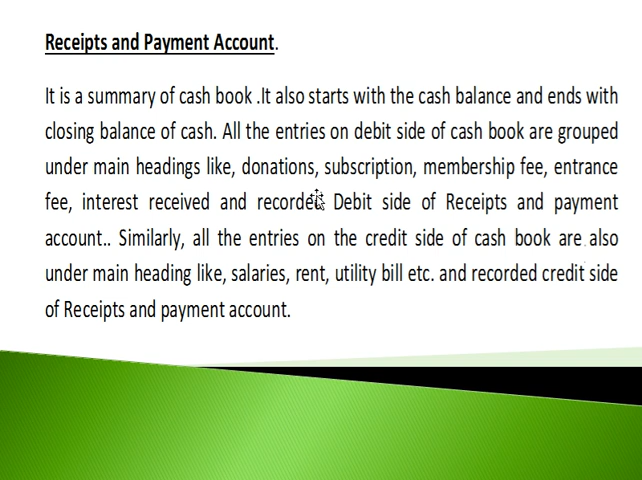 Receipts and Payment Account.
It is a summary of cash book .It also starts with the cash balance and ends with
closing balance of cash. All the entries on debit side of cash book are grouped
under main headings like, donations, subscription, membership fee, entrance
fee, interest received and recorded Debit side of Receipts and payment
account.. Similarly, all the entries on the credit side of cash book are also
under main heading like, salaries, rent, utility bill etc. and recorded credit side
of Receipts and payment account.